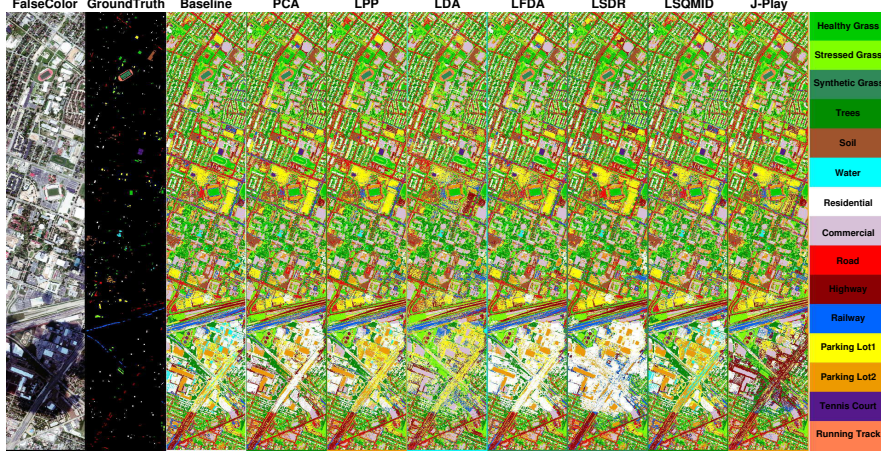 FalseColor GroundTruth Baseline PCA LPP LDA LFDA LSDR LSQMID J-Play
Healthy Grass
Stressed Grass
Synthetic Grass
Trees
Soil
Water
Residential
Commercial
Road
Highway
Railway
Parking Lot1
Parking Lot2
Tennis Court
Running Track